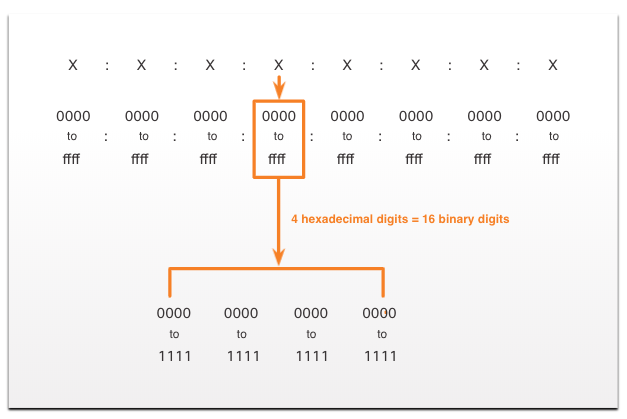 X : X : X : X : X : X : X : X
0000 0000 0000 0000 0000 0000 0000 0000
to : to : to : to : to : to : to : to
ffff ffff ffff ffff ffff ffff ffff ffff
4 hexadecimal digits = 16 binary digits
0000 0000 0000 0000
to to to to
1111 1111 1111 1111